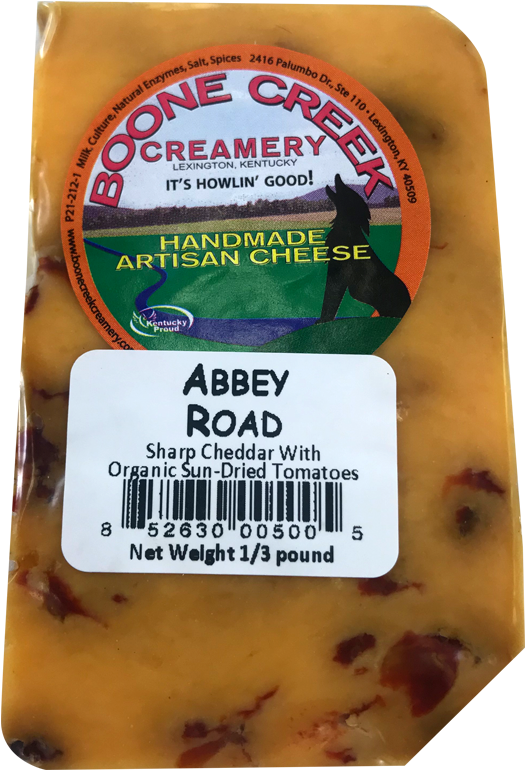 P21-212-1 Milk, Culture, Natural Enzymes, Salt, Spices 2416 Palumbo Dr., Ste 110 • Lexington, KY 40509
www.boonecreekcreamery.com
BOONE CREEK
CREAMERY
LEXINGTON, KENTUCKY
IT'S HOWLIN' GOOD!
HANDMADE
ARTISAN CHEESE
Kentucky
Proud
ABBEY
ROAD
Sharp Cheddar With
Organic Sun-Dried Tomatoes
8 52630 00500 5
Net Weight 1/3 pound